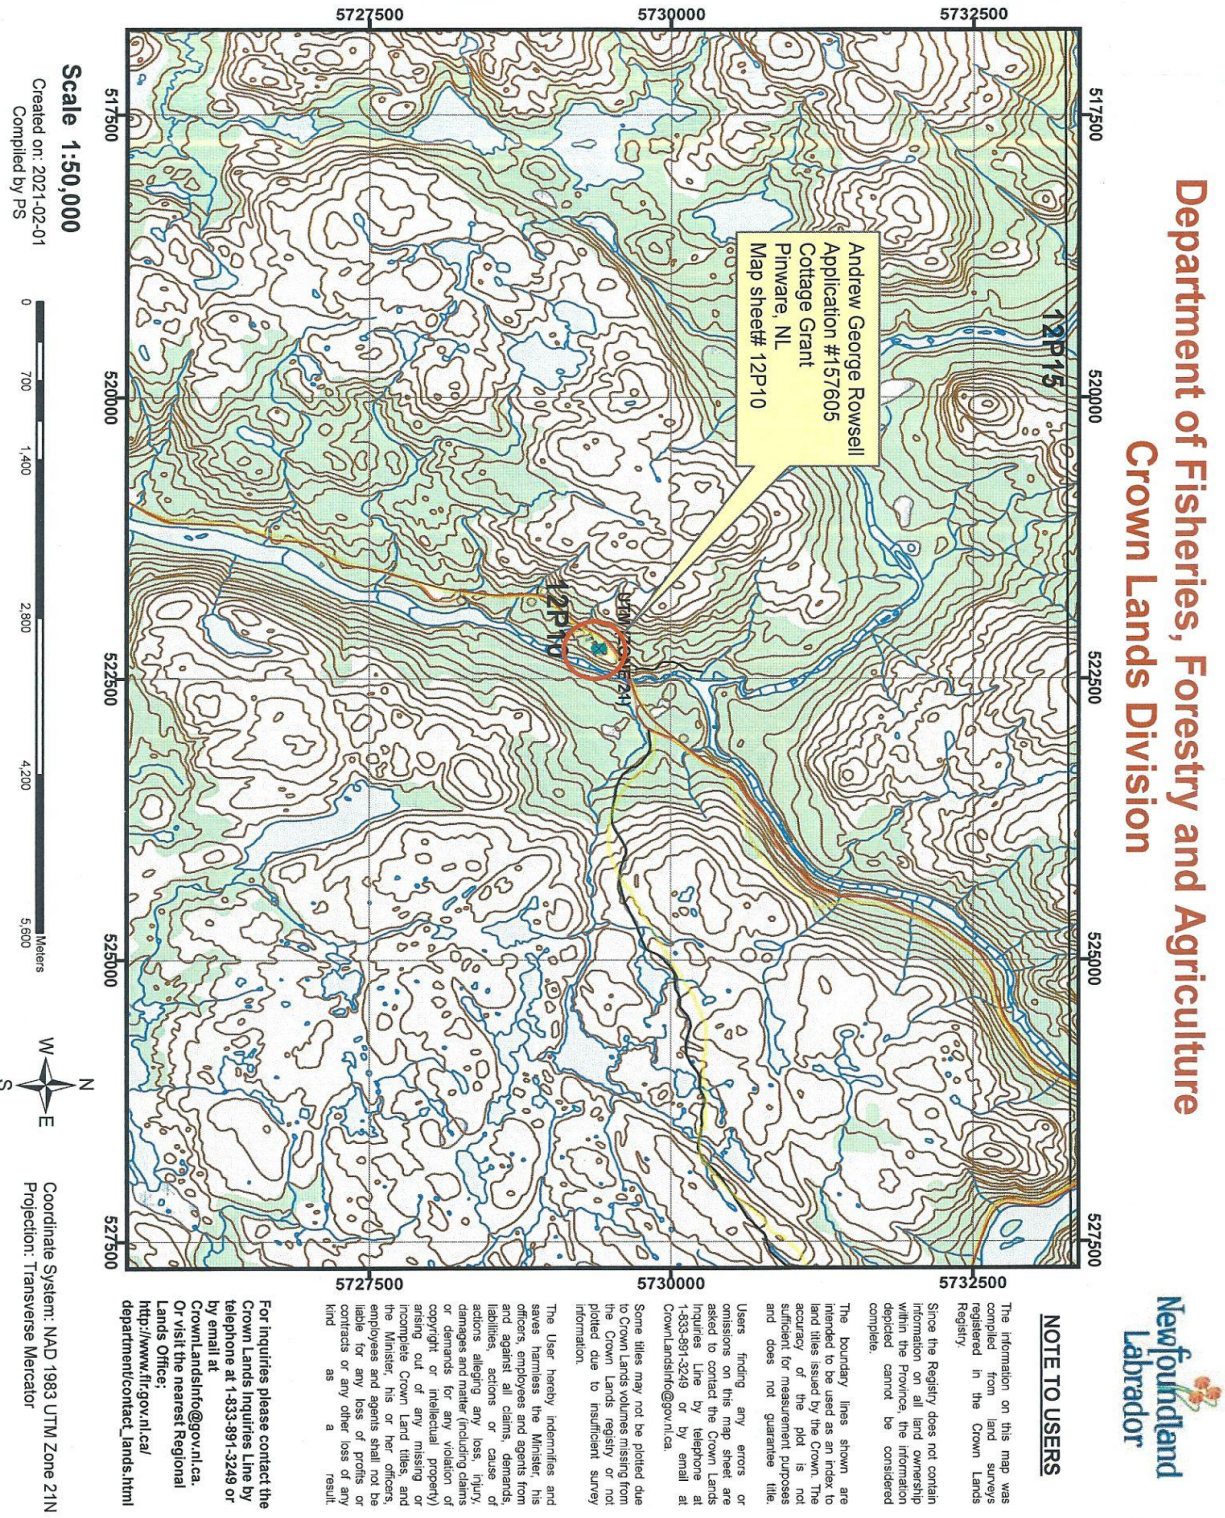 Department of Fisheries, Forestry and Agriculture
Crown Lands Division
Newfoundland
Labrador
517500
520000
522500
525000
527500
5732500
5730000
5727500
5732500
5730000
5727500
12P15
Andrew George Rowsell
Application #157605
Cottage Grant
Pinware, NL
Map sheet# 12P10
12P10
517500
520000
522500
525000
527500
NOTE TO USERS
The information on this map was
compiled from land surveys
registered in the Crown Lands
Registry.
Since the Registry does not contain
information on all land ownership
within the Province, the information
depicted cannot be considered
complete.
The boundary lines shown are
intended to be used as an index to
land titles issued by the Crown. The
accuracy of the plot is not
sufficient for measurement purposes
and does not guarantee title.
Users finding any errors or
omissions on this map sheet are
asked to contact the Crown Lands
Inquiries Line by telephone at
1-833-891-3249 or by email at
CrownLandsInfo@gov.nl.ca.
Some titles may not be plotted due
to Crown Lands volumes missing from
the Crown Lands registry or not
plotted due to insufficient survey
information.
The User hereby indemnifies and
saves harmless the Minister, his
officers, employees and agents from
and against all claims, demands,
liabilities, actions or cause of
actions alleging any loss, injury,
damages and matter (including claims
or demands for any violation of
copyright or intellectual property)
arising out of any missing or
incomplete Crown Land titles, and
the Minister, his or her officers,
employees and agents shall not be
liable for any loss of profits or
contracts or any other loss of any
kind as a result.
For inquiries please contact the
Crown Lands Inquiries Line by
telephone at 1-833-891-3249 or
by email at
CrownLandsInfo@gov.nl.ca.
Or visit the nearest Regional
Lands Office;
http://www.flr.gov.nl.ca/
department/contact_lands.html
Scale 1:50,000
Created on: 2021-02-01
Compiled by PS
0 700 1,400 2,800 4,200 5,600
Meters
N
W E
S
Coordinate System: NAD 1983 UTM Zone 21N
Projection: Transverse Mercator